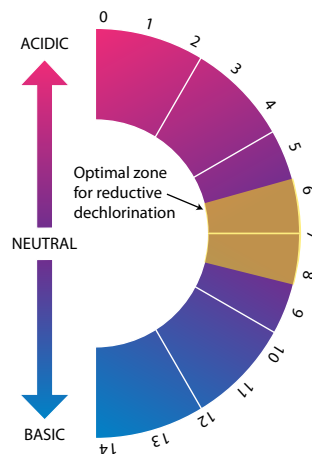 0
1
2
3
4
5
6
7
8
9
10
11
12
13
14
ACIDIC
Optimal zone
for reductive
dechlorination
NEUTRAL
BASIC